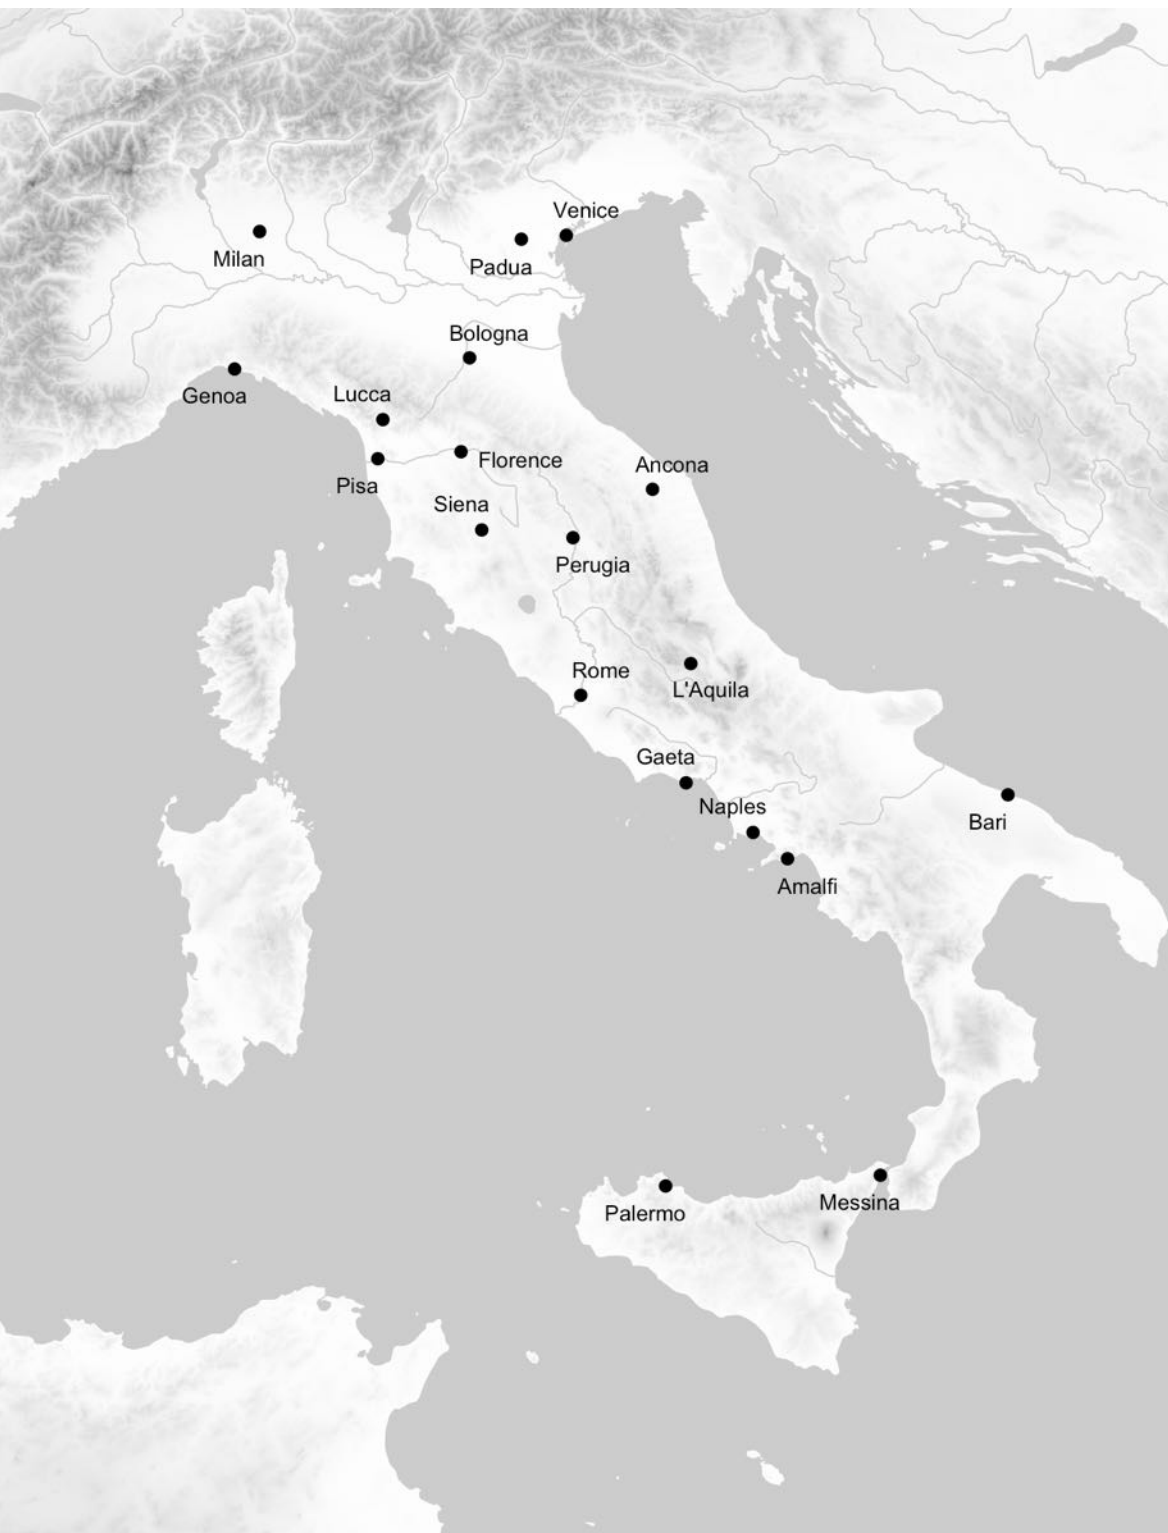 Venice
Milan
Padua
Bologna
Genoa
Lucca
Florence
Ancona
Pisa
Siena
Perugia
Rome
L'Aquila
Gaeta
Naples
Bari
Amalfi
Messina
Palermo